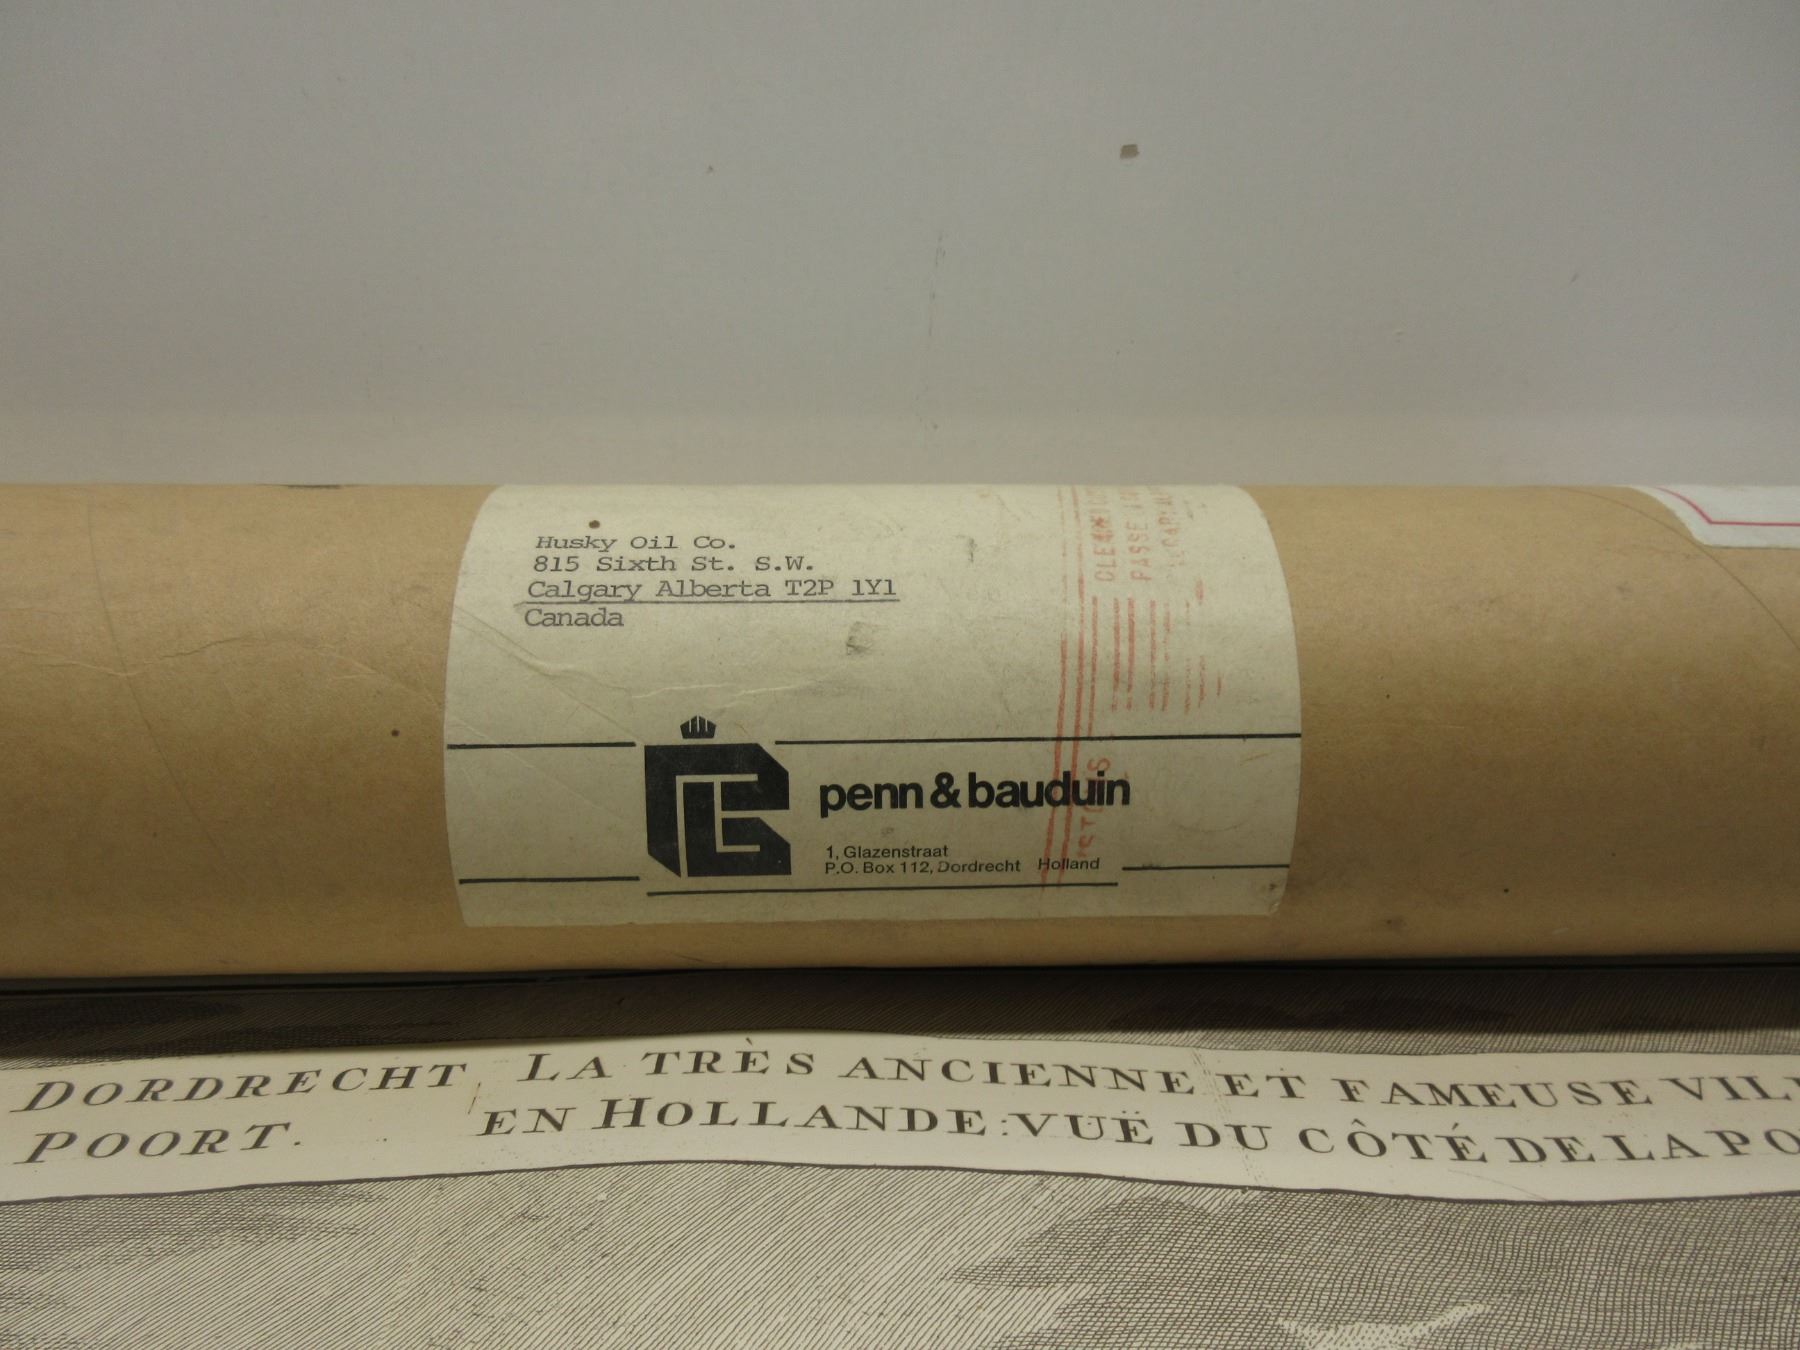 Husky Oil Co.
815 Sixth St. S.W.
Calgary Alberta T2P 1Y1
Canada
penn & bauduin
1, Glazenstraat
P.O. Box 112, Dordrecht Holland
PASSE
DORDRECHT LA TRÈS ANCIENNE ET FAMEUSE
POORT. EN HOLLANDE: VUË DU CÔTÉ DE LA